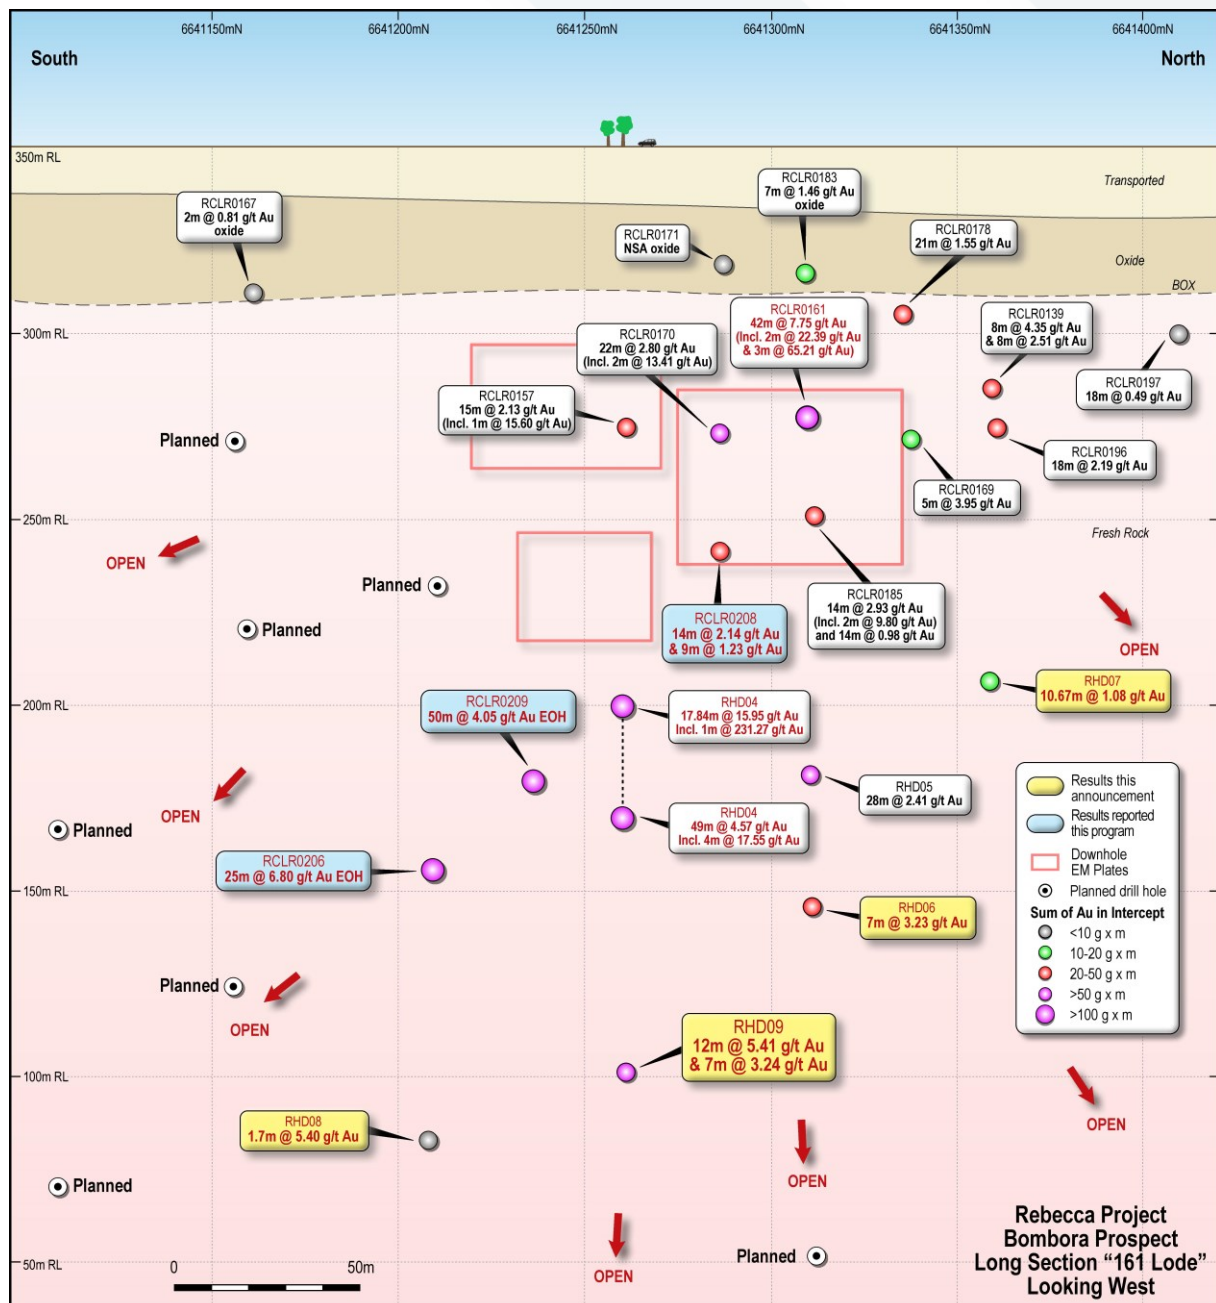 6641150mN
6641200mN
6641250mN
6641300mN
6641350mN
6641400mN
South
North
350m RL
Transported
RCLR0167
2m @ 0.81 g/t Au
oxide
RCLR0171
NSA oxide
RCLR0183
7m @ 1.46 g/t Au
oxide
RCLR0178
21m @ 1.55 g/t Au
Oxide
BOX
300m RL
RCLR0170
22m @ 2.80 g/t Au
(Incl. 2m @ 13.41 g/t Au)
RCLR0161
42m @ 7.75 g/t Au
(Incl. 2m @ 22.39 g/t Au
& 3m @ 65.21 g/t Au)
RCLR0139
8m @ 4.35 g/t Au
& 8m @ 2.51 g/t Au
RCLR0197
18m @ 0.49 g/t Au
RCLR0157
15m @ 2.13 g/t Au
(Incl. 1m @ 15.60 g/t Au)
Planned
RCLR0196
18m @ 2.19 g/t Au
RCLR0169
5m @ 3.95 g/t Au
250m RL
Fresh Rock
OPEN
Planned
Planned
RCLR0208
14m @ 2.14 g/t Au
& 9m @ 1.23 g/t Au
RCLR0185
14m @ 2.93 g/t Au
(Incl. 2m @ 9.80 g/t Au)
and 14m @ 0.98 g/t Au
OPEN
RHD07
10.67m @ 1.08 g/t Au
200m RL
RCLR0209
50m @ 4.05 g/t Au EOH
RHD04
17.84m @ 15.95 g/t Au
Incl. 1m @ 231.27 g/t Au
RHD05
28m @ 2.41 g/t Au
OPEN
Planned
RHD04
49m @ 4.57 g/t Au
Incl. 4m @ 17.55 g/t Au
RCLR0206
25m @ 6.80 g/t Au EOH
150m RL
RHD06
7m @ 3.23 g/t Au
Results this
announcement
Results reported
this program
Downhole
EM Plates
Planned drill hole
Sum of Au in Intercept
<10 g x m
10-20 g x m
20-50 g x m
>50 g x m
>100 g x m
Planned
OPEN
RHD09
12m @ 5.41 g/t Au
& 7m @ 3.24 g/t Au
100m RL
RHD08
1.7m @ 5.40 g/t Au
OPEN
OPEN
Planned
Planned
OPEN
50m RL
0
50m
Rebecca Project
Bombora Prospect
Long Section “161 Lode”
Looking West